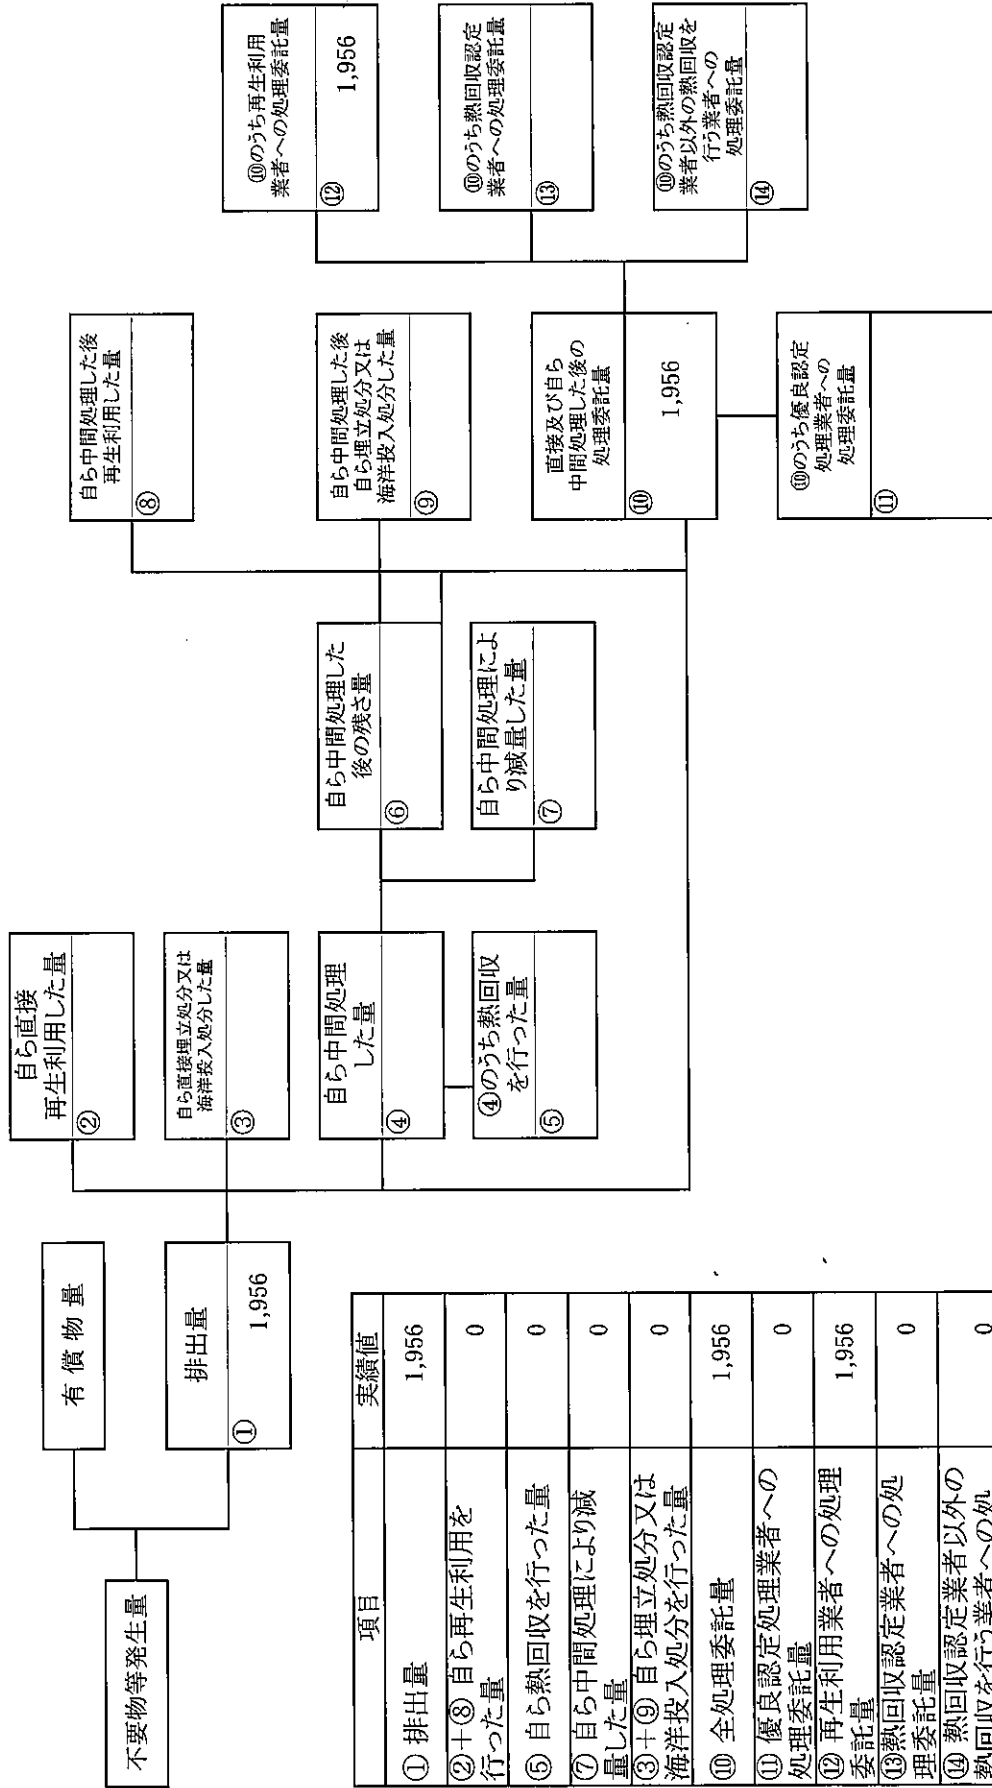 不要物等発生量
有償物量
排出量
①
1,956
自ら直接
再生利用した量
②
自ら直接埋立処分又は
海洋投入処分した量
③
自ら中間処理
した量
④
④のうち熱回収
を行った量
⑤
自ら中間処理した
後の残さ量
⑥
自ら中間処理によ
り減量した量
⑦
自ら中間処理した後
再生利用した量
⑧
自ら中間処理した後
自ら埋立処分又は
海洋投入処分した量
⑨
直接及び自ら
中間処理した後の
処理委託量
⑩
1,956
⑩のうち優良認定
処理業者への
処理委託量
⑪
⑩のうち再生利用
業者への処理委託量
⑫
1,956
⑩のうち熱回収認定
業者への処理委託量
⑬
⑩のうち熱回収認定
業者以外の熱回収を
行う業者への
処理委託量
⑭
項目 実績値
① 排出量 1,956
②+⑧ 自ら再生利用を
行った量 0
⑤ 自ら熱回収を行った量 0
⑦ 自ら中間処理により減
量した量 0
③+⑨ 自ら埋立処分又は
海洋投入処分を行った量 0
⑩ 全処理委託量 1,956
⑪ 優良認定処理業者への
処理委託量 0
⑫ 再生利用業者への処理
委託量 1,956
⑬熱回収認定業者への処
理委託量 0
⑭ 熱回収認定業者以外の
熱回収を行う業者への処 0